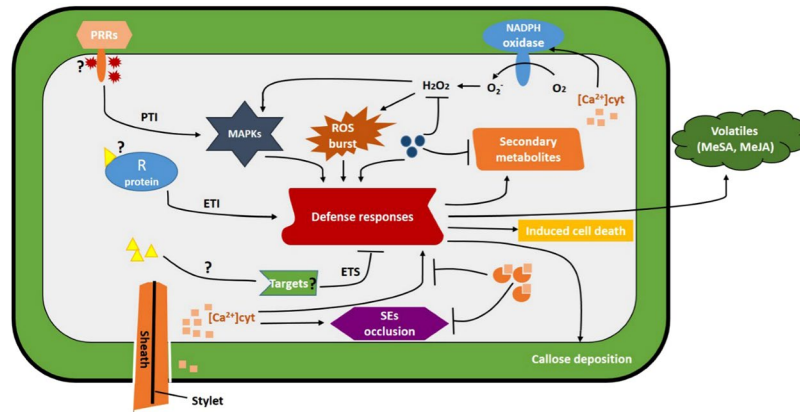 PRRs
NADPH
oxidase
?
H₂O₂
O₂⁻
O₂
[Ca²⁺]cyt
PTI
MAPKs
ROS
burst
Secondary
metabolites
Volatiles
(MeSA, MeJA)
?
R
protein
ETI
Defense responses
Induced cell death
?
Targets?
ETS
[Ca²⁺]cyt
SEs
occlusion
Sheath
Callose deposition
Stylet